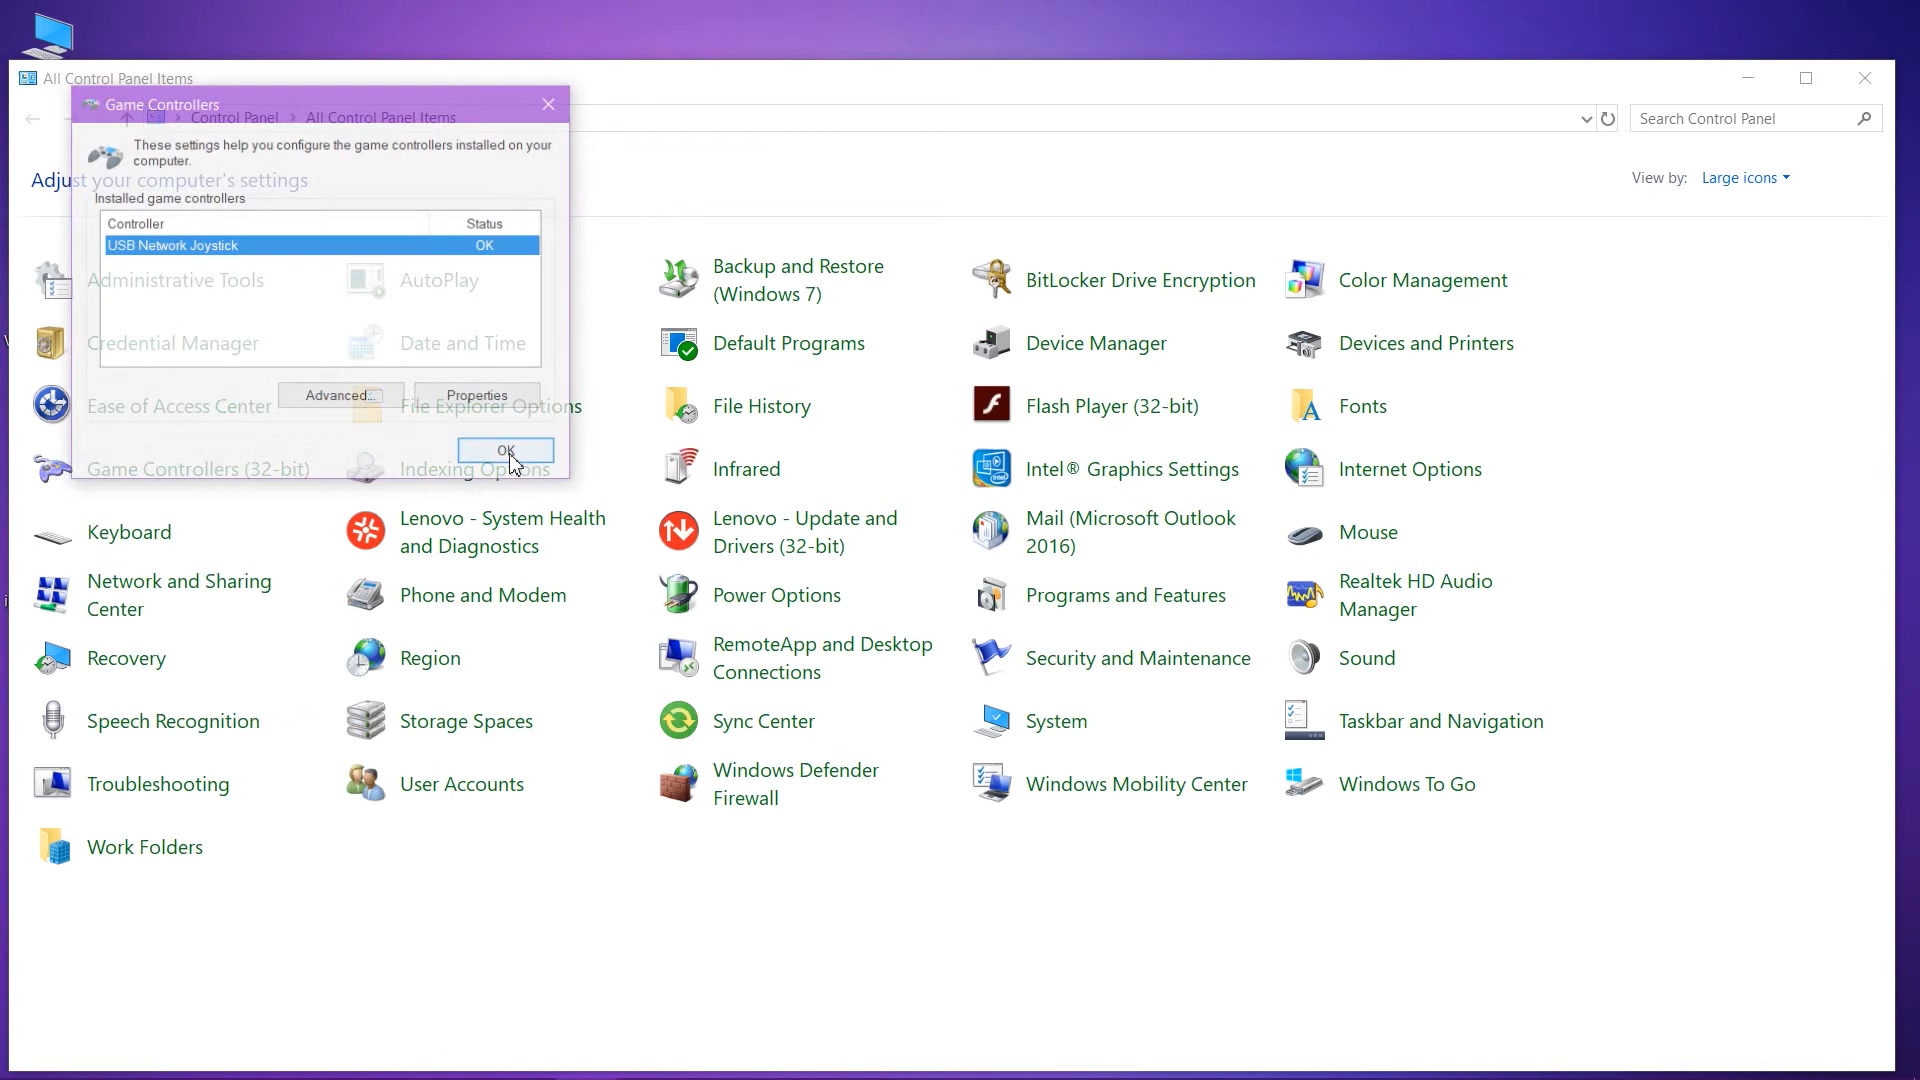 All Control Panel Items
Game Controllers
Control Panel > All Control Panel Items
Search Control Panel
These settings help you configure the game controllers installed on your
computer.
Adjust your computer's settings
View by: Large icons
Installed game controllers
Controller Status
USB Network Joystick OK
Administrative Tools
AutoPlay
Backup and Restore
(Windows 7)
BitLocker Drive Encryption
Color Management
Credential Manager
Date and Time
Default Programs
Device Manager
Devices and Printers
Advanced...
Properties
Ease of Access Center
File Explorer Options
File History
Flash Player (32-bit)
Fonts
OK
Game Controllers (32-bit)
Indexing Options
Infrared
Intel® Graphics Settings
Internet Options
Keyboard
Lenovo - System Health
and Diagnostics
Lenovo - Update and
Drivers (32-bit)
Mail (Microsoft Outlook
2016)
Mouse
Network and Sharing
Center
Phone and Modem
Power Options
Programs and Features
Realtek HD Audio
Manager
Recovery
Region
RemoteApp and Desktop
Connections
Security and Maintenance
Sound
Speech Recognition
Storage Spaces
Sync Center
System
Taskbar and Navigation
Troubleshooting
User Accounts
Windows Defender
Firewall
Windows Mobility Center
Windows To Go
Work Folders